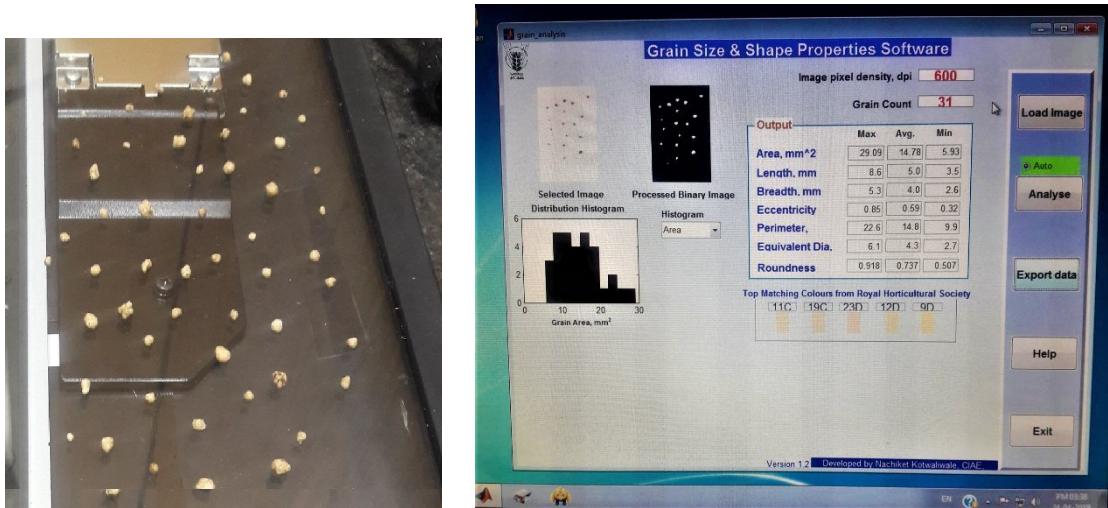 grain_analysis
Grain Size & Shape Properties Software
Image pixel density, dpi 600
Grain Count 31
Load Image
Output
Max Avg. Min
Area, mm^2 29.09 14.78 5.93
Length, mm 8.6 5.0 3.5
Breadth, mm 5.3 4.0 2.6
Eccentricity 0.85 0.59 0.32
Perimeter, 22.6 14.8 9.9
Equivalent Dia. 6.1 4.3 2.7
Roundness 0.918 0.737 0.507
Auto
Analyse
Selected Image
Processed Binary Image
Distribution Histogram
Histogram
Area
6
4
2
0
0 10 20 30
Grain Area, mm²
Export data
Top Matching Colours from Royal Horticultural Society
11C 19C 23D 12D 9D
Help
Exit
Version 1.2 Developed by Nachiket Kotwaliwale, CIAE,
EN
PM 03:38